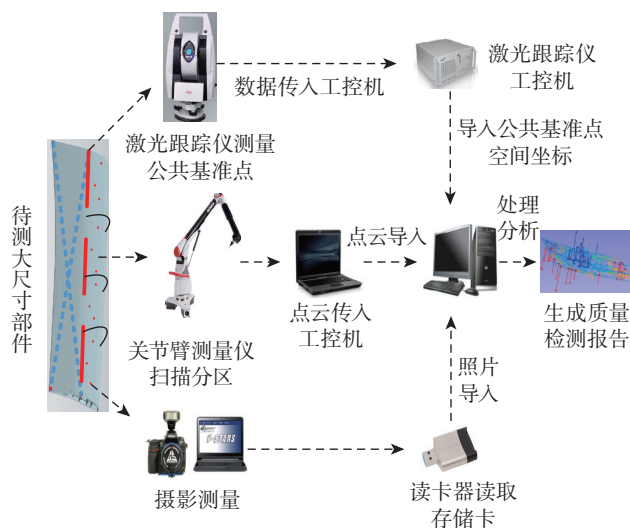 数据传入工控机
激光跟踪仪
工控机
激光跟踪仪测量
公共基准点
导入公共基准点
空间坐标
待测大尺寸部件
处理
分析
点云导入
关节臂测量仪
扫描分区
点云传入
工控机
生成质量
检测报告
照片
导入
V-STARS
摄影测量
读卡器读取
存储卡